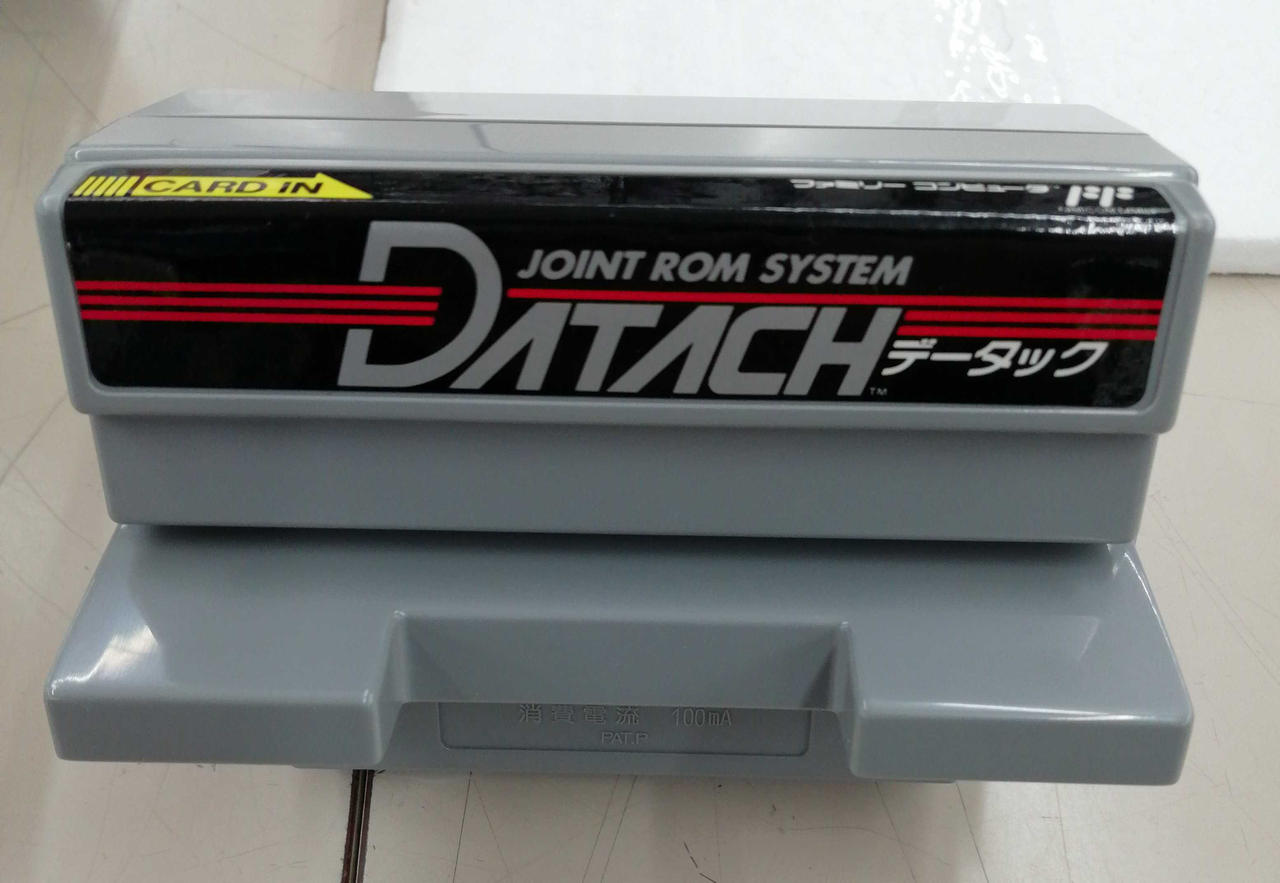 CARD iN
ファミリー コンピュータ
JOINT ROM SYSTEM
DATACH
データック
TM
消費電流 100mA
PAT.P